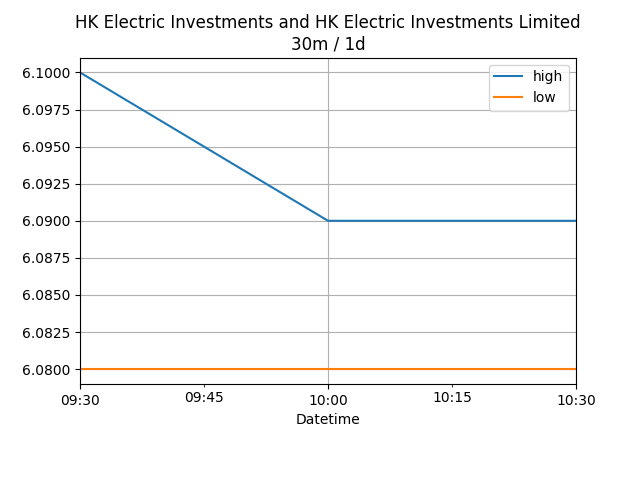 HK Electric Investments and HK Electric Investments Limited
30m / 1d
high
low
6.1000
6.0975
6.0950
6.0925
6.0900
6.0875
6.0850
6.0825
6.0800
09:30
09:45
10:00
10:15
10:30
Datetime